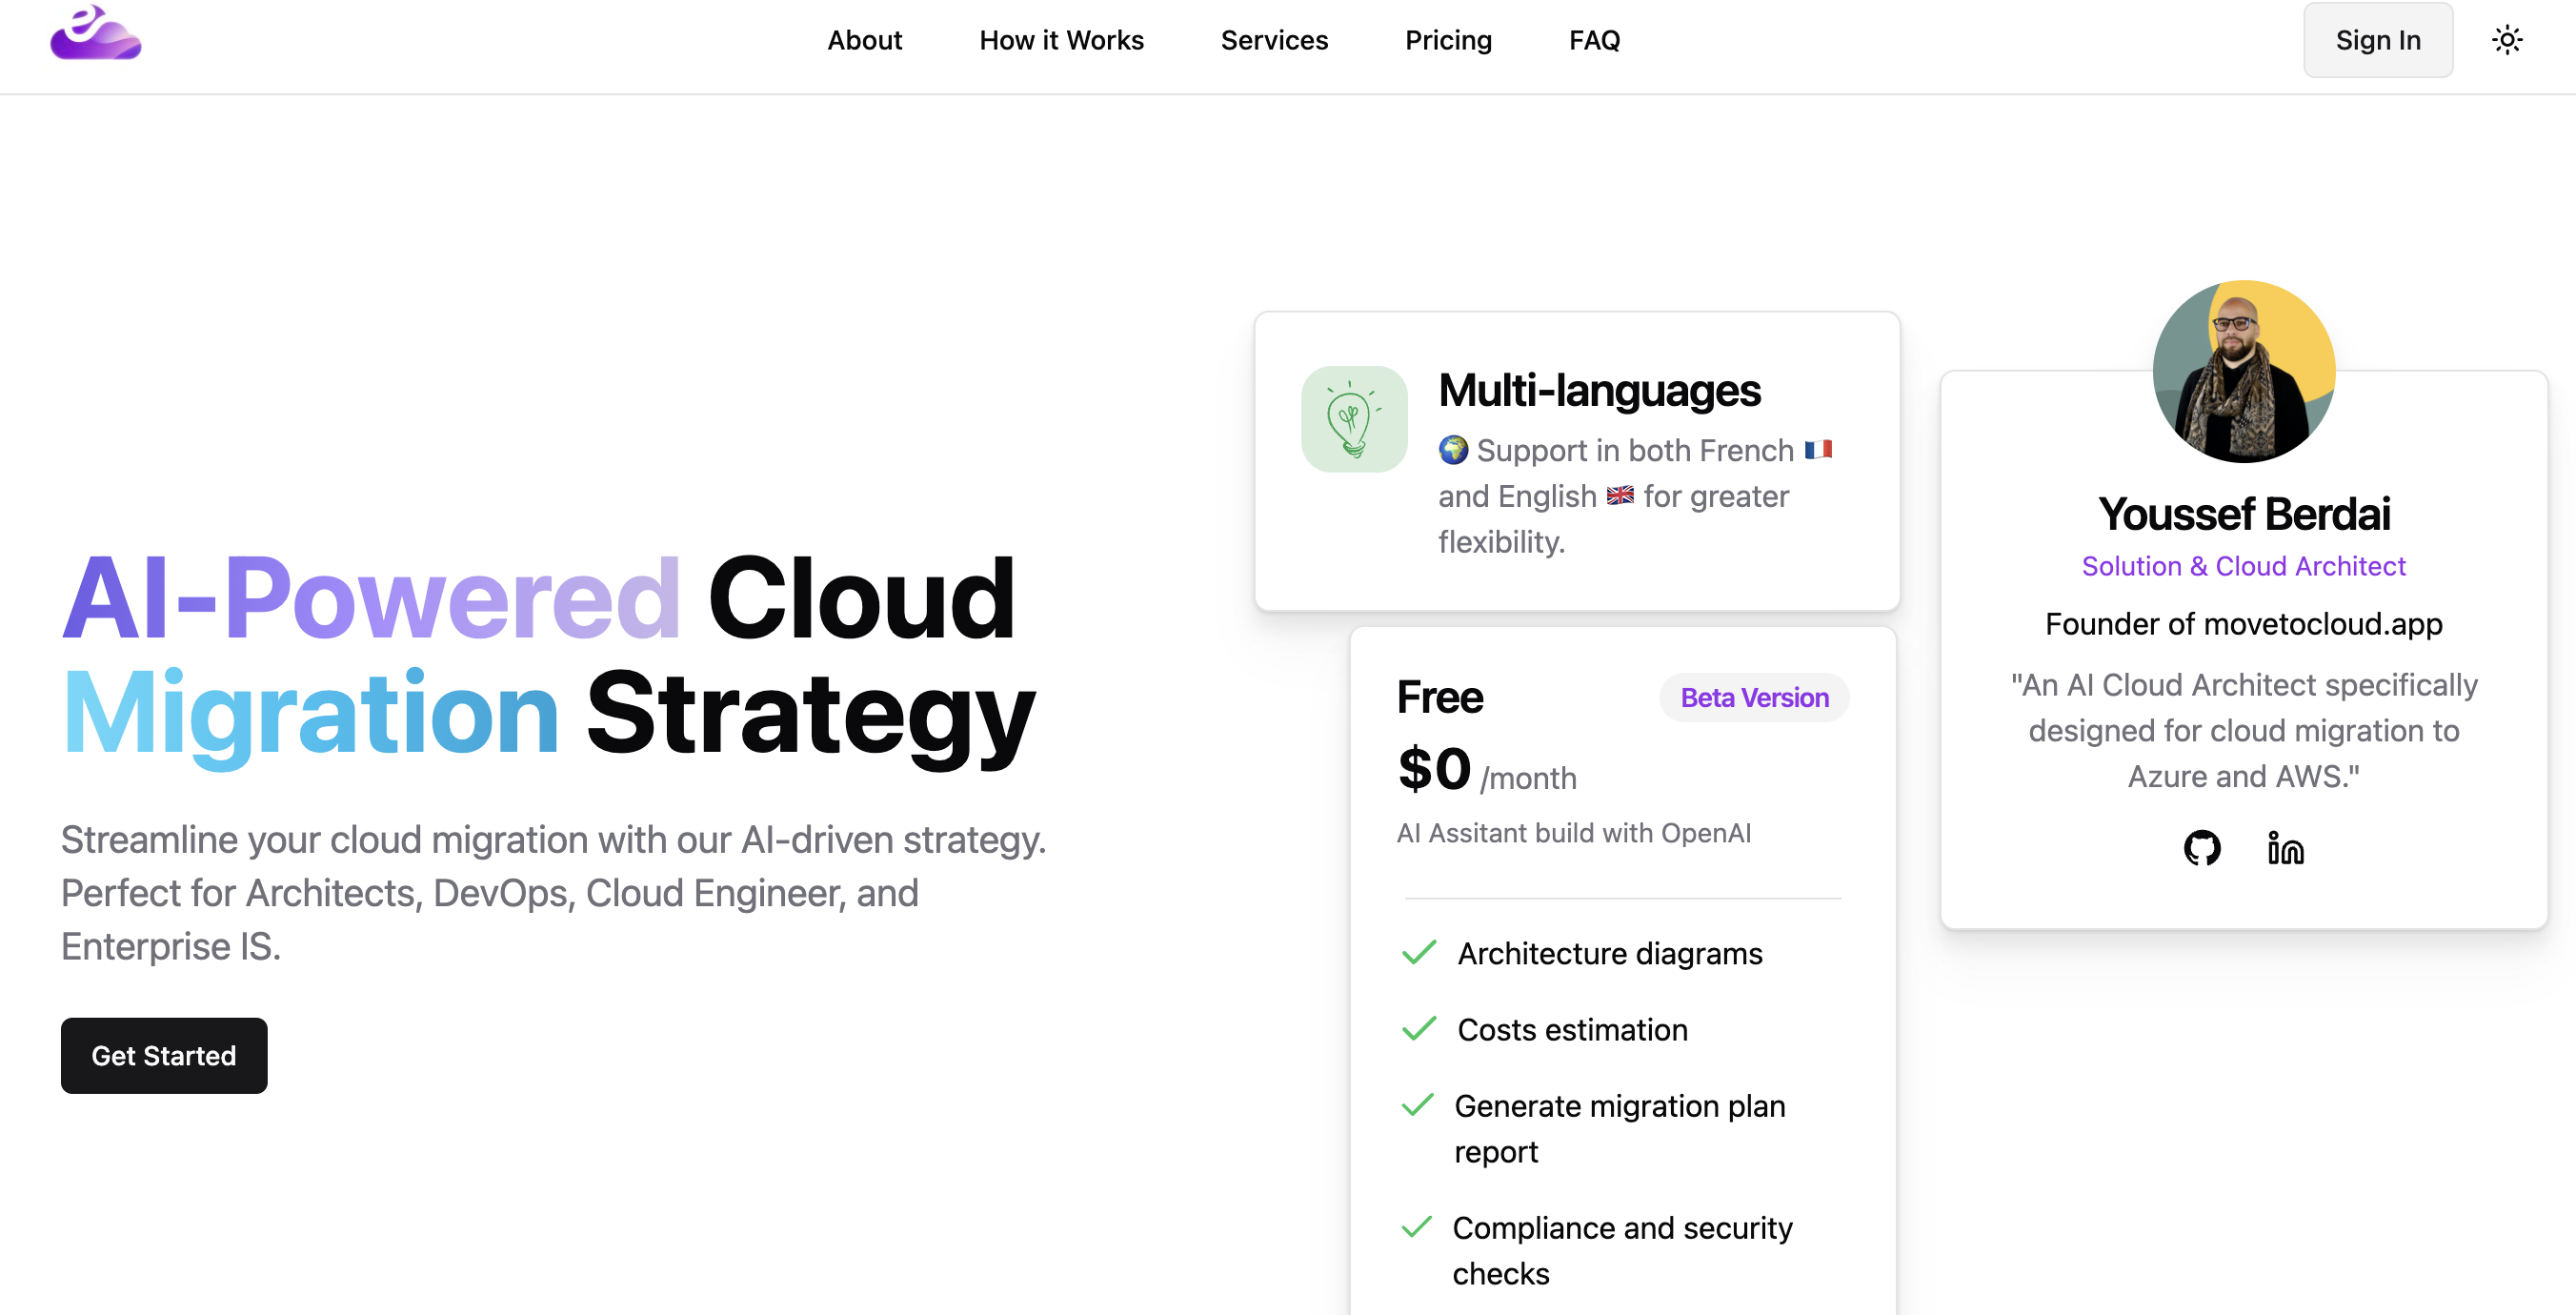 About
How it Works
Services
Pricing
FAQ
Sign In
AI-Powered Cloud
Migration Strategy
Streamline your cloud migration with our AI-driven strategy.
Perfect for Architects, DevOps, Cloud Engineer, and
Enterprise IS.
Get Started
Multi-languages
🌍 Support in both French 🇫🇷
and English 🇬🇧 for greater
flexibility.
Free
Beta Version
$0 /month
AI Assitant build with OpenAI
Architecture diagrams
Costs estimation
Generate migration plan
report
Compliance and security
checks
Youssef Berdai
Solution & Cloud Architect
Founder of movetocloud.app
"An AI Cloud Architect specifically
designed for cloud migration to
Azure and AWS."